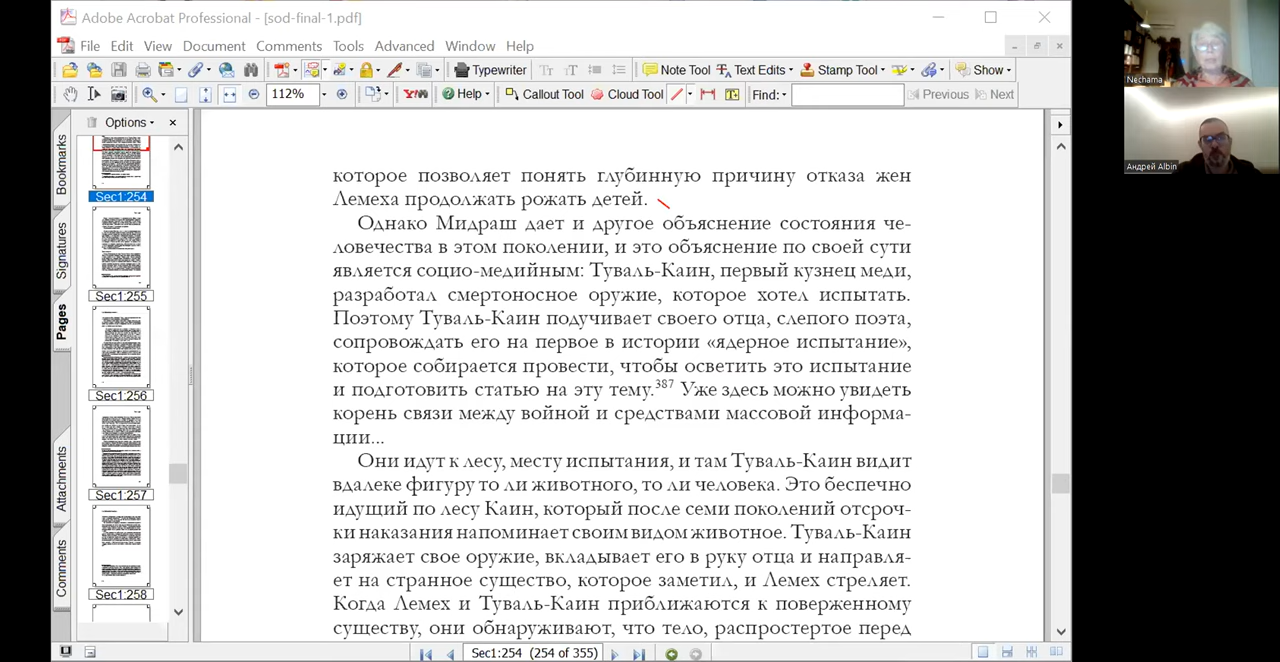 Adobe Acrobat Professional - [sod-final-1.pdf]
File Edit View Document Comments Tools Advanced Window Help
Typewriter Note Tool Text Edits Stamp Tool Show
112% Help Callout Tool Cloud Tool Find: Previous Next
Options
Bookmarks
Signatures
Pages
Attachments
Comments
Sec1:254
Sec1:255
Sec1:256
Sec1:257
Sec1:258
которое позволяет понять глубинную причину отказа жен
Лемеха продолжать рожать детей.
Однако Мидраш дает и другое объяснение состояния че-
ловечества в этом поколении, и это объяснение по своей сути
является социо-медийным: Туваль-Каин, первый кузнец меди,
разработал смертоносное оружие, которое хотел испытать.
Поэтому Туваль-Каин подучивает своего отца, слепого поэта,
сопровождать его на первое в истории «ядерное испытание»,
которое собирается провести, чтобы осветить это испытание
и подготовить статью на эту тему.387 Уже здесь можно увидеть
корень связи между войной и средствами массовой информа-
ции...
Они идут к лесу, месту испытания, и там Туваль-Каин видит
вдалеке фигуру то ли животного, то ли человека. Это беспечно
идущий по лесу Каин, который после семи поколений отсроч-
ки наказания напоминает своим видом животное. Туваль-Каин
заряжает свое оружие, вкладывает его в руку отца и направля-
ет на странное существо, которое заметил, и Лемех стреляет.
Когда Лемех и Туваль-Каин приближаются к поверженному
существу, они обнаруживают, что тело, распростертое перед
Sec1:254 (254 of 355)
Nechama
Андрей Albin